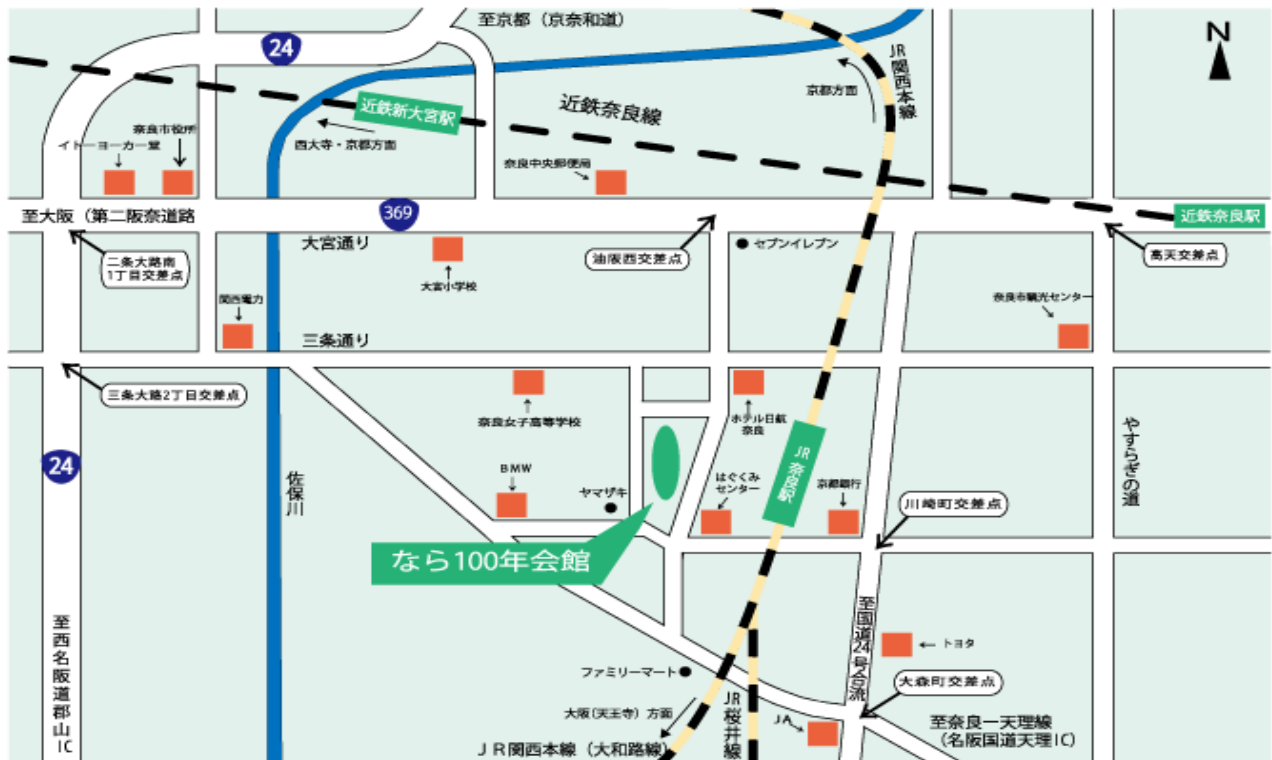 至京都（京奈和道）
N
24
JR関西本線
京都方面
近鉄奈良線
近鉄新大宮駅
奈良市役所
イトーヨーカー堂
西大寺・京都方面
奈良中央郵便局
至大阪（第二阪奈道路
369
近鉄奈良駅
大宮通り
セブンイレブン
二条大路南
1丁目交差点
油阪西交差点
高天交差点
大宮小学校
関西電力
奈良市観光センター
三条通り
三条大路2丁目交差点
奈良女子高等学校
ホテル日航
奈良
やすらぎの道
24
JR奈良駅
BMW
はぐくみ
センター
京都銀行
佐保川
ヤマザキ
川崎町交差点
なら100年会館
至西名阪道郡山IC
至国道24号合流
トヨタ
ファミリーマート
大森町交差点
JR桜井線
大阪(天王寺）方面
JA
至奈良ー天理線
（名阪国道天理IC）
ＪＲ関西本線（大和路線）